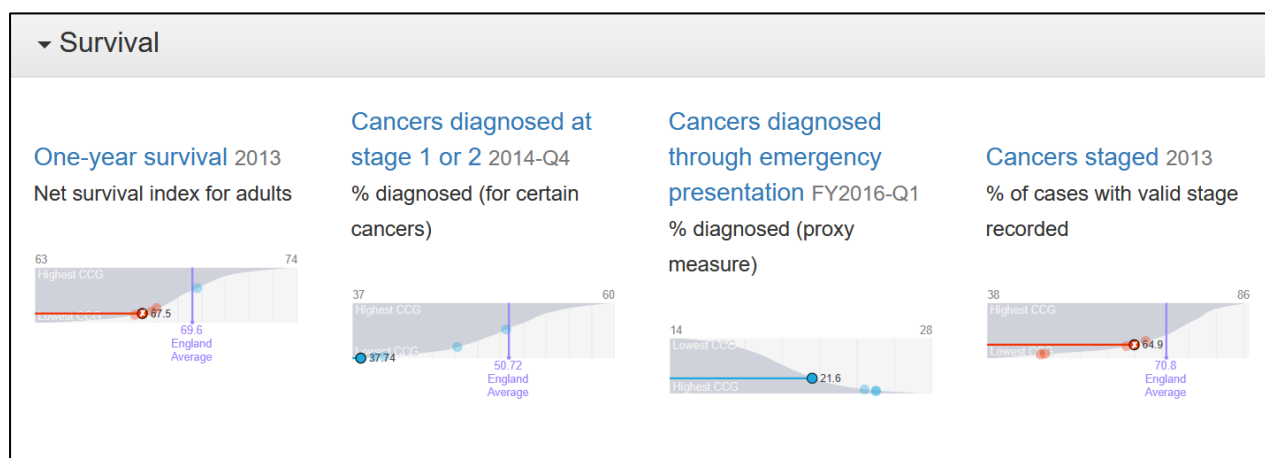 Survival
One-year survival 2013
Net survival index for adults
63 74
Highest CCG
Lowest CCG
67.5
69.6
England
Average
Cancers diagnosed at
stage 1 or 2 2014-Q4
% diagnosed (for certain
cancers)
37 60
Highest CCG
Lowest CCG
37.74
50.72
England
Average
Cancers diagnosed
through emergency
presentation FY2016-Q1
% diagnosed (proxy
measure)
14 28
Lowest CCG
Highest CCG
21.6
Cancers staged 2013
% of cases with valid stage
recorded
38 86
Highest CCG
Lowest CCG
64.9
70.8
England
Average